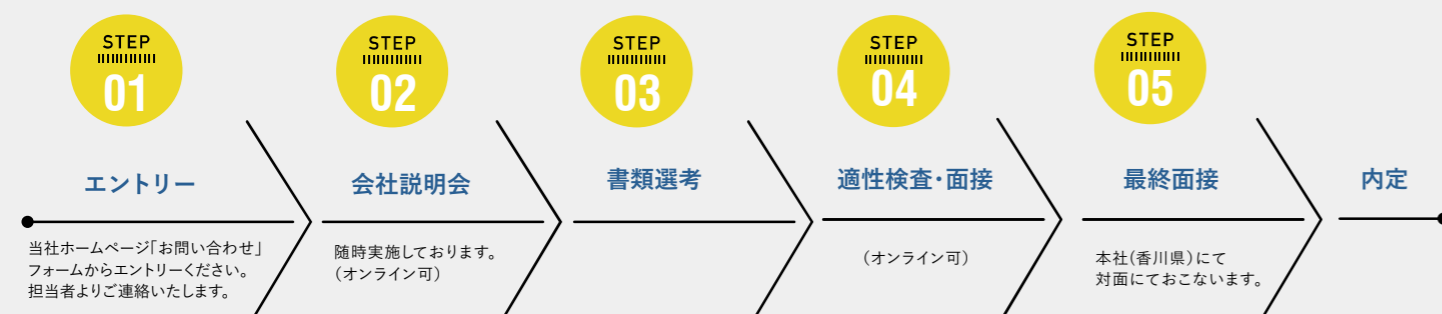 STEP
01
エントリー
当社ホームページ「お問い合わせ」
フォームからエントリーください。
担当者よりご連絡いたします。
STEP
02
会社説明会
随時実施しております。
（オンライン可）
STEP
03
書類選考
STEP
04
適性検査・面接
（オンライン可）
STEP
05
最終面接
本社(香川県)にて
対面にておこないます。
内定